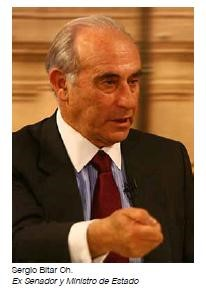 Sergio Bitar Ch.
Ex Senador y Ministro de Estado